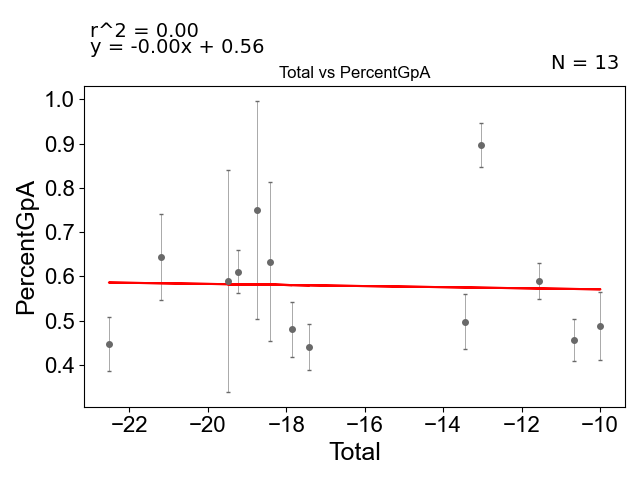 r^2 = 0.00
y = -0.00x + 0.56
N = 13
Total vs PercentGpA
1.0
0.9
0.8
0.7
0.6
0.5
0.4
PercentGpA
−22
−20
−18
−16
−14
−12
−10
Total